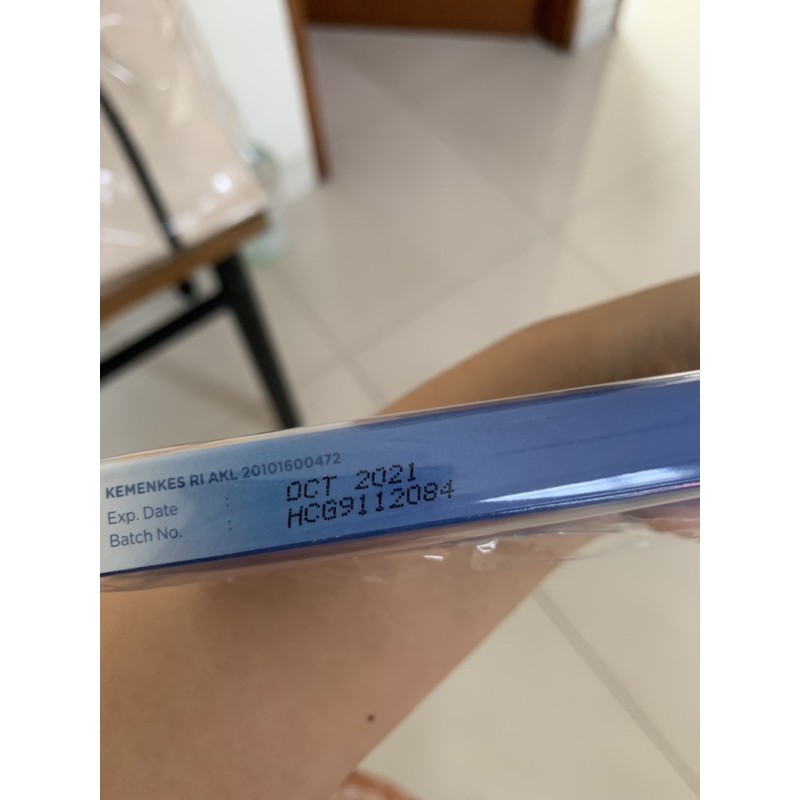 KEMENKES RI AKL 20101600472
Exp. Date : OCT 2021
Batch No. : HCG9112084